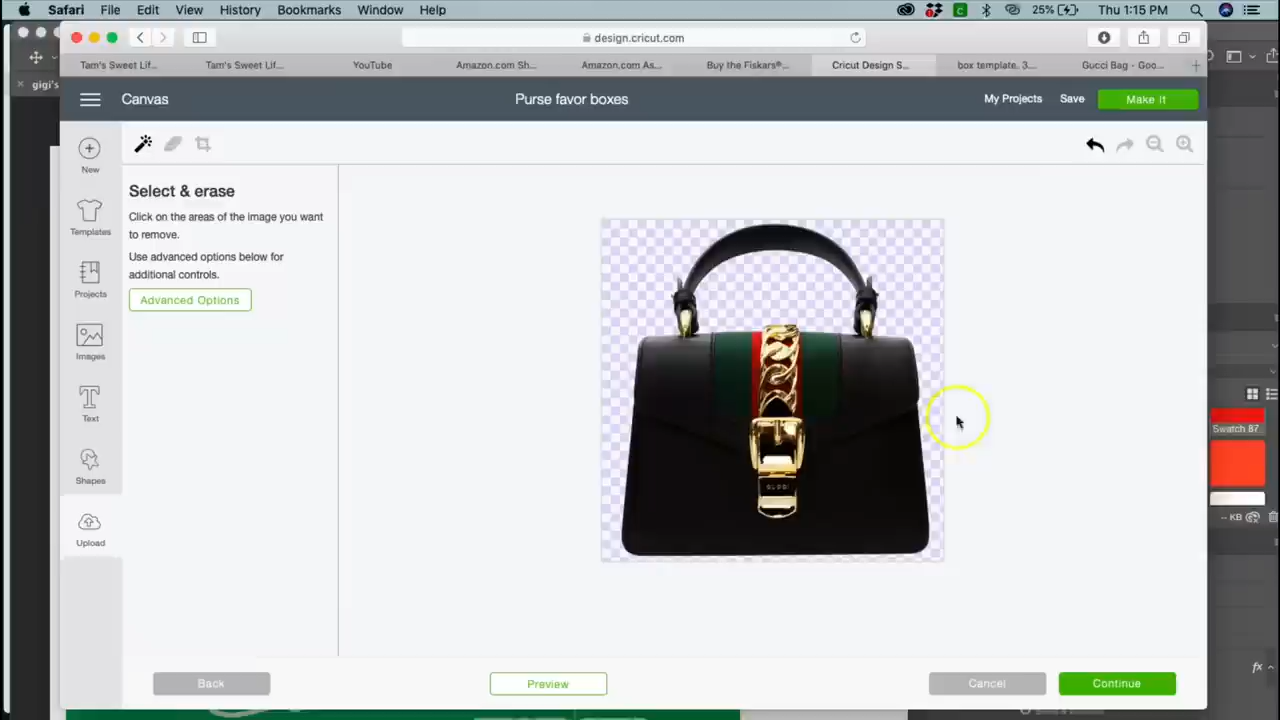 Safari File Edit View History Bookmarks Window Help 25% Thu 1:15 PM
design.cricut.com
Tam's Sweet Lif... Tam's Sweet Lif... YouTube Amazon.com Sh... Amazon.com As... Buy the Fiskars®... Cricut Design S... box template. 3... Gucci Bag - Goo...
gigi's
Canvas Purse favor boxes My Projects Save Make It
New
Templates
Projects
Images
Text
Shapes
Upload
Select & erase
Click on the areas of the image you want
to remove.
Use advanced options below for
additional controls.
Advanced Options
GUCCI
Swatch 87
-- KB
fx
Back Preview Cancel Continue